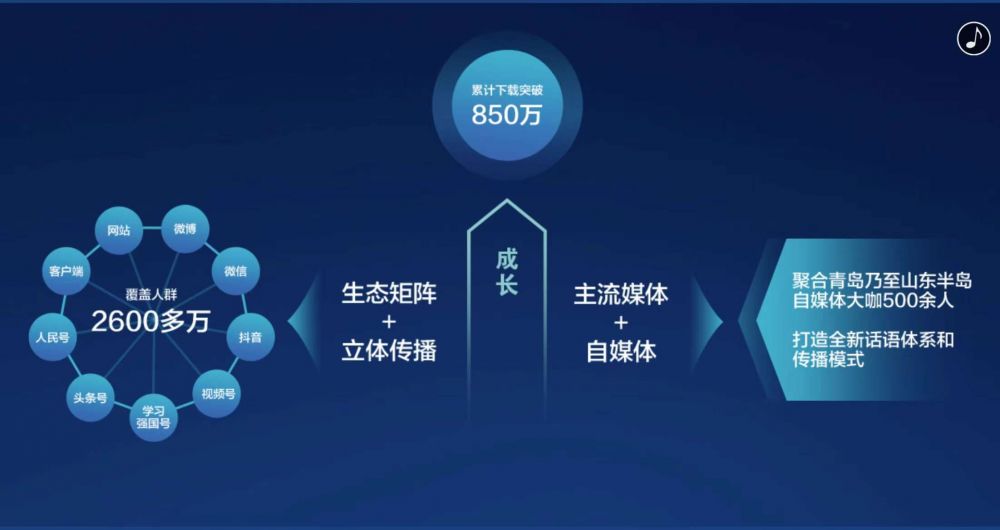 累计下载突破
850万
网站
微博
客户端
微信
覆盖人群
2600多万
人民号
抖音
头条号
视频号
学习
强国号
生态矩阵
+
立体传播
成
长
主流媒体
+
自媒体
聚合青岛乃至山东半岛
自媒体大咖500余人
打造全新话语体系和
传播模式